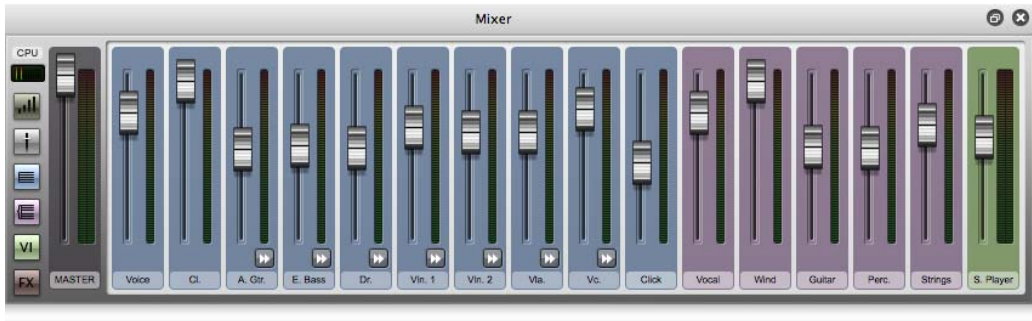 Mixer
CPU
VI
FX
MASTER
Voice
Cl.
A. Gtr.
E. Bass
Dr.
Vln. 1
Vln. 2
Vla.
Vc.
Click
Vocal
Wind
Guitar
Perc.
Strings
S. Player